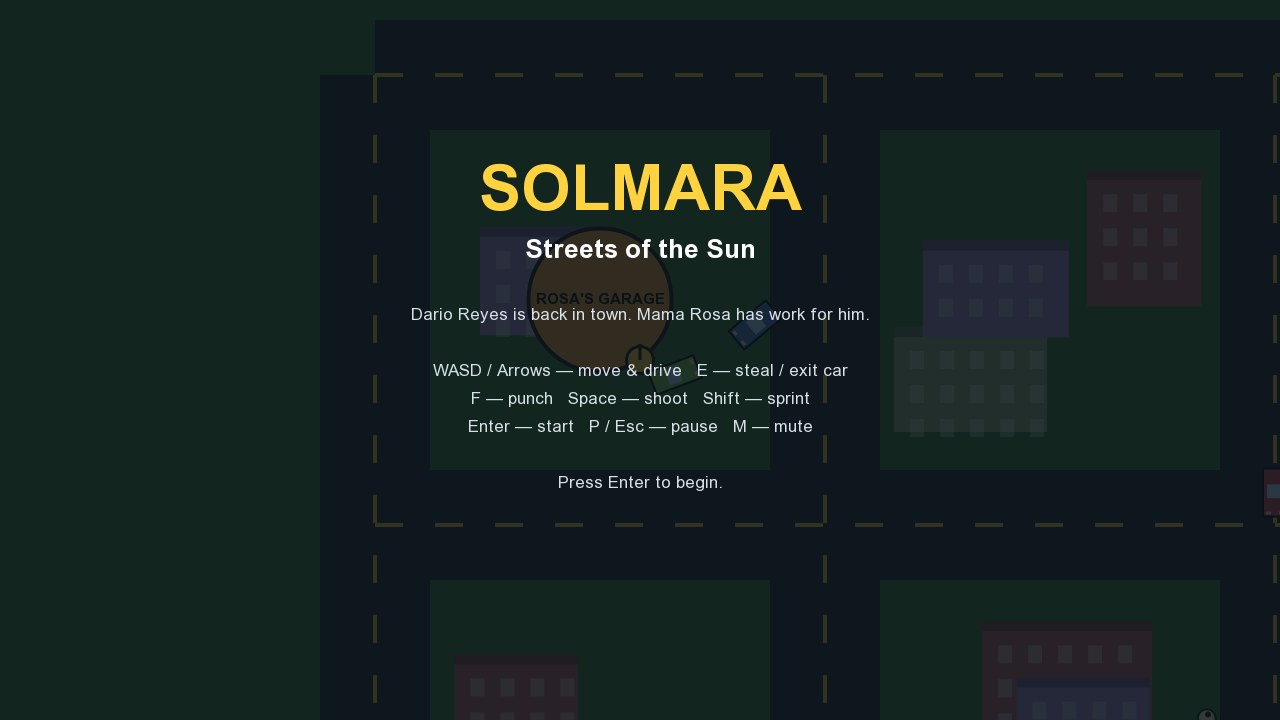 SOLMARA
Streets of the Sun
ROSA'S GARAGE
Dario Reyes is back in town. Mama Rosa has work for him.
WASD / Arrows — move & drive   E — steal / exit car
F — punch   Space — shoot   Shift — sprint
Enter — start   P / Esc — pause   M — mute
Press Enter to begin.